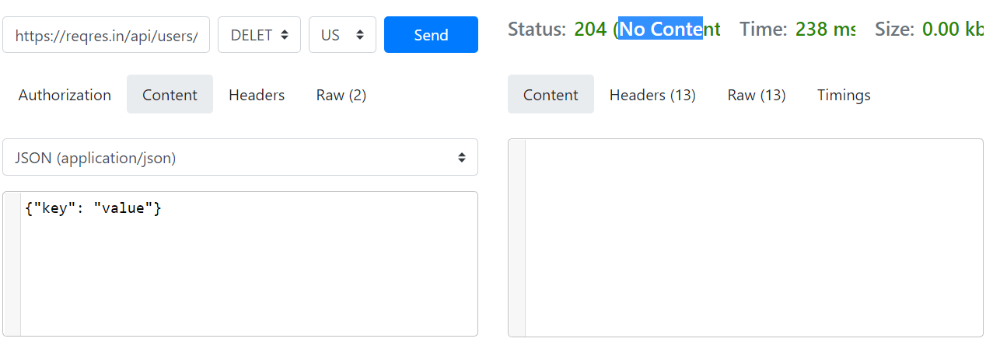 https://reqres.in/api/users/ DELET US Send
Status: 204 (No Content Time: 238 ms Size: 0.00 kb
Authorization Content Headers Raw (2)
Content Headers (13) Raw (13) Timings
JSON (application/json)
{"key": "value"}